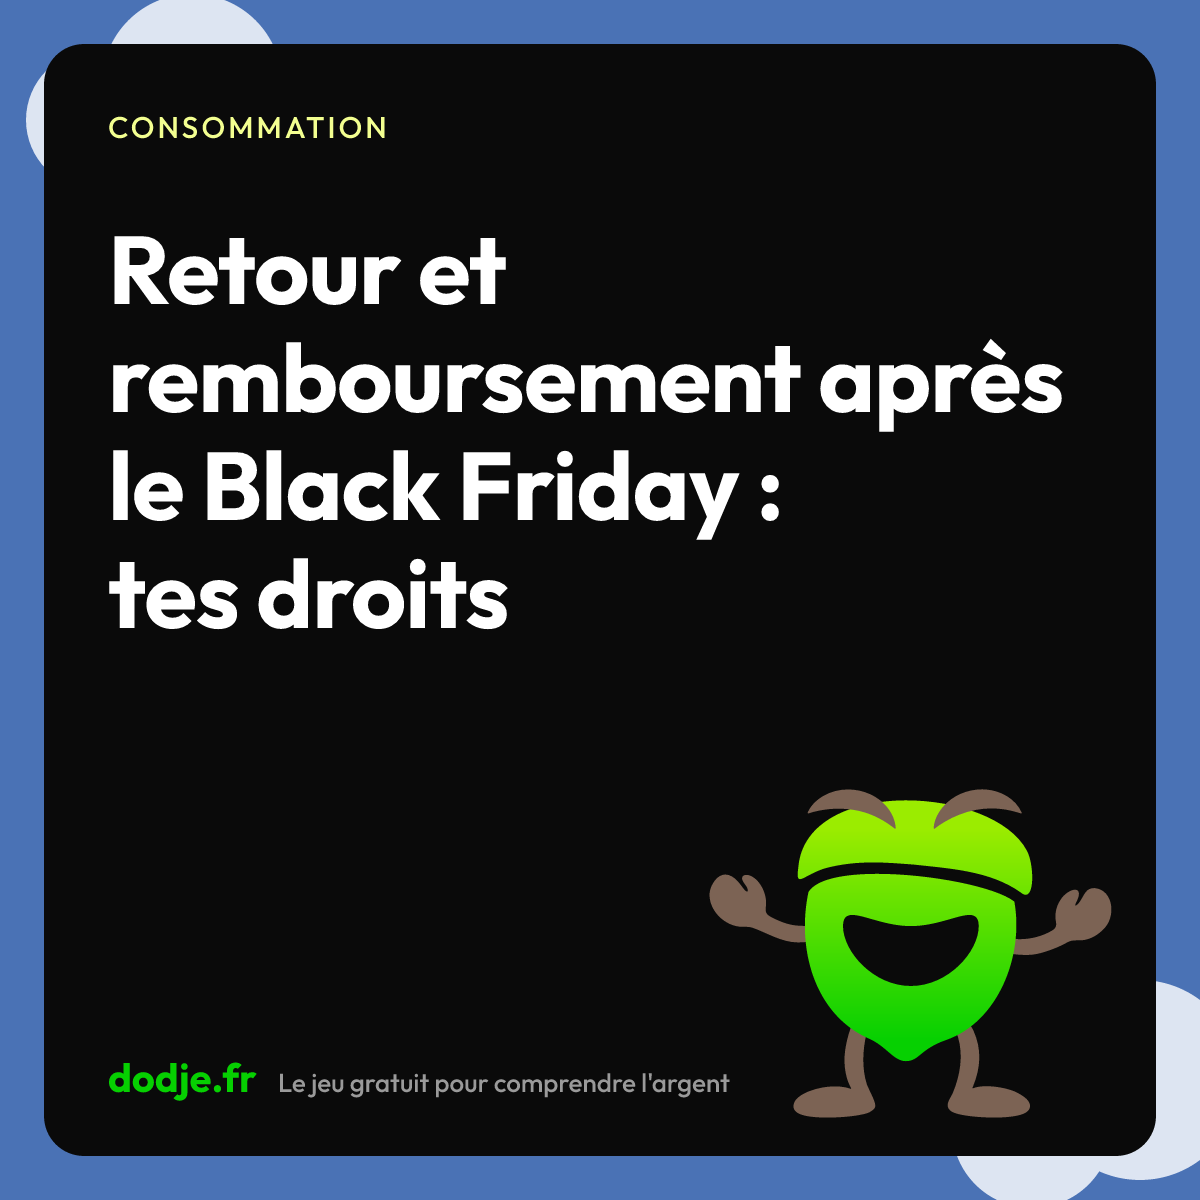 CONSOMMATION
Retour et
remboursement après
le Black Friday :
tes droits
dodje.fr Le jeu gratuit pour comprendre l'argent